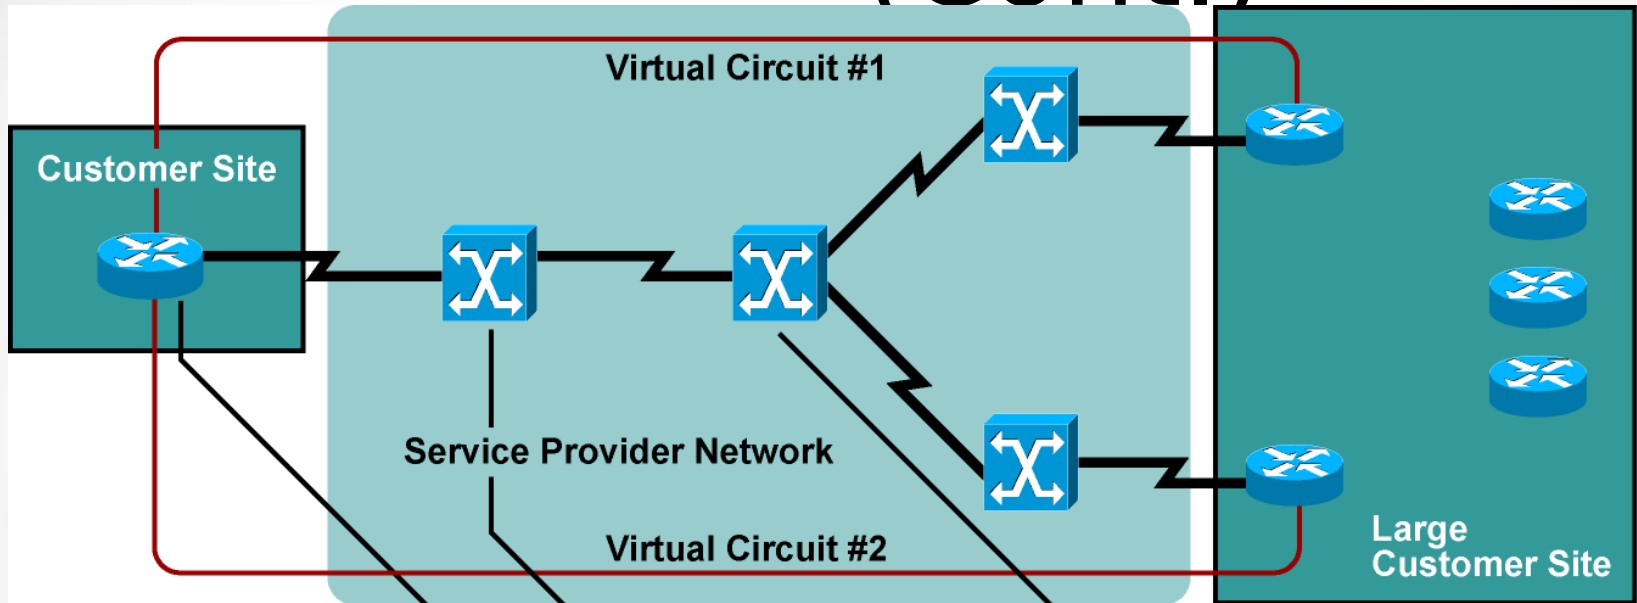 Virtual Circuit #1
Customer Site
Service Provider Network
Virtual Circuit #2
Large
Customer Site